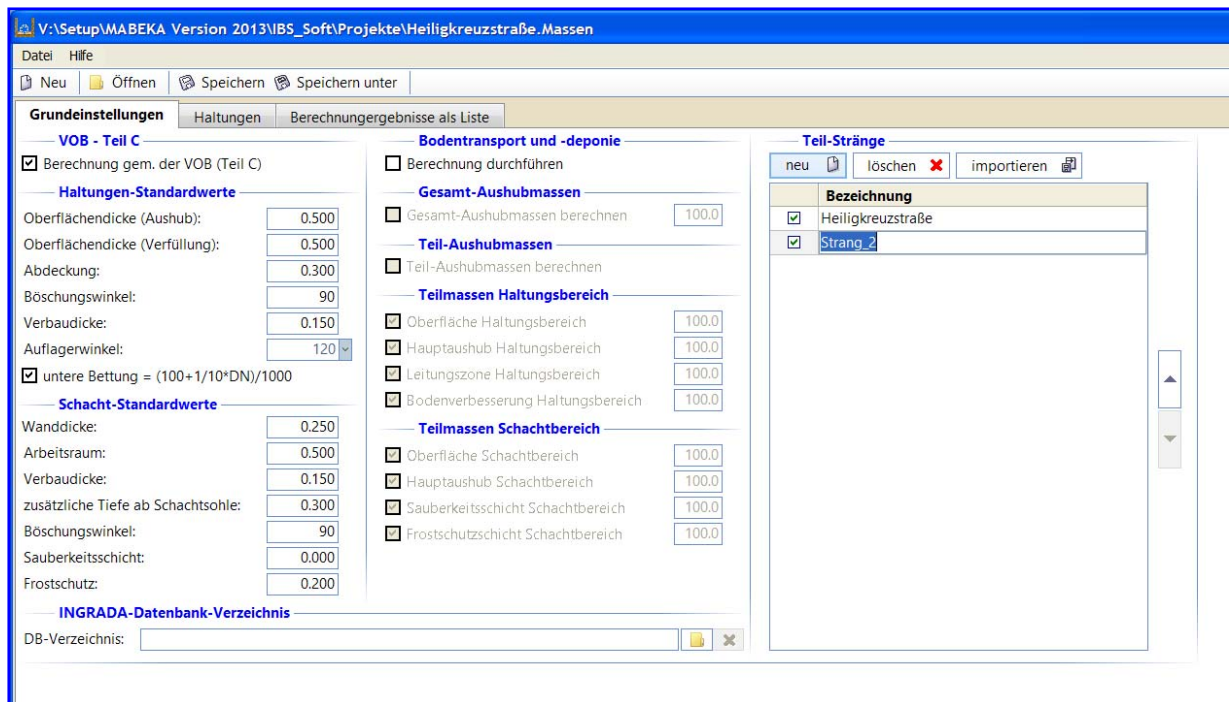 V:\Setup\MABEKA Version 2013\IBS_Soft\Projekte\Heiligkreuzstraße.Massen
Datei Hilfe
Neu Öffnen Speichern Speichern unter
Grundeinstellungen Haltungen Berechnungergebnisse als Liste
VOB - Teil C
Berechnung gem. der VOB (Teil C)
Haltungen-Standardwerte
Oberflächendicke (Aushub): 0.500
Oberflächendicke (Verfüllung): 0.500
Abdeckung: 0.300
Böschungswinkel: 90
Verbaudicke: 0.150
Auflagerwinkel: 120
untere Bettung = (100+1/10*DN)/1000
Schacht-Standardwerte
Wanddicke: 0.250
Arbeitsraum: 0.500
Verbaudicke: 0.150
zusätzliche Tiefe ab Schachtsohle: 0.300
Böschungswinkel: 90
Sauberkeitsschicht: 0.000
Frostschutz: 0.200
INGRADA-Datenbank-Verzeichnis
DB-Verzeichnis:
Bodentransport und -deponie
Berechnung durchführen
Gesamt-Aushubmassen
Gesamt-Aushubmassen berechnen 100.0
Teil-Aushubmassen
Teil-Aushubmassen berechnen
Teilmassen Haltungsbereich
Oberfläche Haltungsbereich 100.0
Hauptaushub Haltungsbereich 100.0
Leitungszone Haltungsbereich 100.0
Bodenverbesserung Haltungsbereich 100.0
Teilmassen Schachtbereich
Oberfläche Schachtbereich 100.0
Hauptaushub Schachtbereich 100.0
Sauberkeitsschicht Schachtbereich 100.0
Frostschutzschicht Schachtbereich 100.0
Teil-Stränge
neu löschen importieren
Bezeichnung
Heiligkreuzstraße
Strang_2